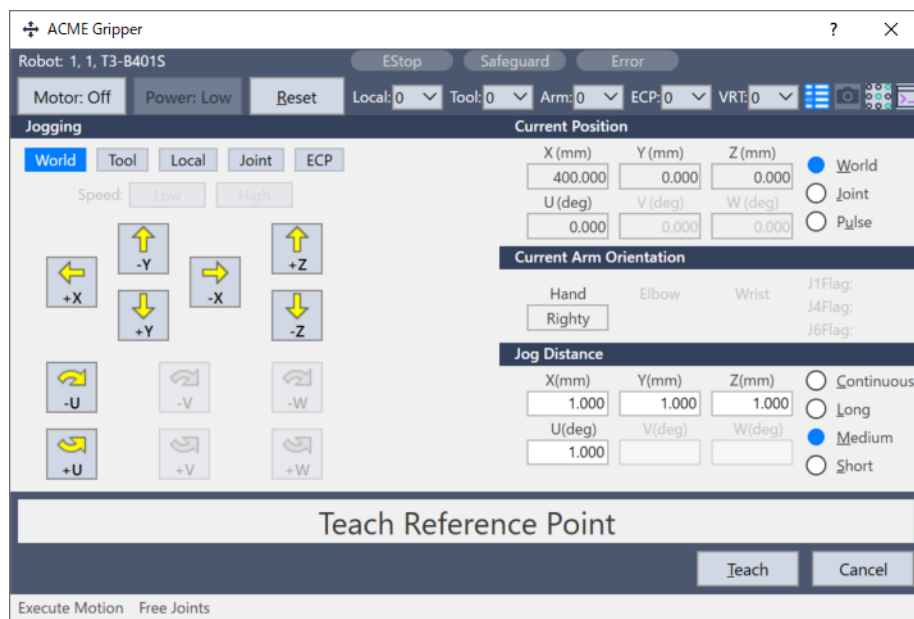 ACME Gripper
Robot: 1, 1, T3-B401S
EStop Safeguard Error
Motor: Off Power: Low Reset Local: 0 Tool: 0 Arm: 0 ECP: 0 VRT: 0
Jogging
World Tool Local Joint ECP
Speed: Low High
-Y
+Z
+X
-X
+Y
-Z
-U -V -W
+U +V +W
Current Position
X (mm) Y (mm) Z (mm)
400.000 0.000 0.000
U (deg) V (deg) W (deg)
0.000 0.000 0.000
World
Joint
Pulse
Current Arm Orientation
Hand Elbow Wrist
Righty
J1Flag:
J4Flag:
J6Flag:
Jog Distance
X(mm) Y(mm) Z(mm)
1.000 1.000 1.000
U(deg) V(deg) W(deg)
1.000
Continuous
Long
Medium
Short
Teach Reference Point
Teach Cancel
Execute Motion Free Joints